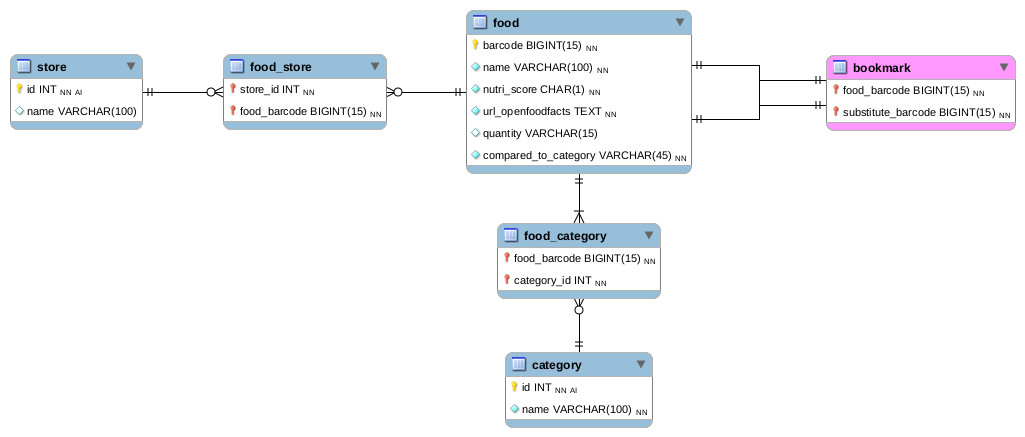 store
id INT NN AI
name VARCHAR(100)
food_store
store_id INT NN
food_barcode BIGINT(15) NN
food
barcode BIGINT(15) NN
name VARCHAR(100) NN
nutri_score CHAR(1) NN
url_openfoodfacts TEXT NN
quantity VARCHAR(15)
compared_to_category VARCHAR(45) NN
bookmark
food_barcode BIGINT(15) NN
substitute_barcode BIGINT(15) NN
food_category
food_barcode BIGINT(15) NN
category_id INT NN
category
id INT NN AI
name VARCHAR(100) NN